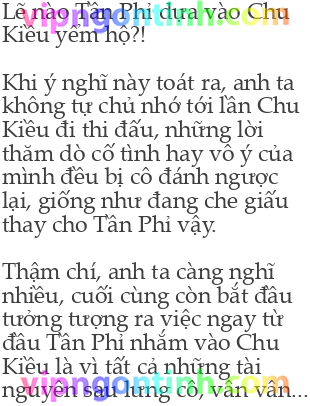 Lẽ nào Tần Phỉ dựa vào Chu
Kiều yểm hộ?!
Khi ý nghĩ này toát ra, anh ta
không tự chủ nhớ tới lần Chu
Kiều đi thi đấu, những lời
thăm dò cố tình hay vô ý của
mình đều bị cô đánh ngược
lại, giống như đang che giấu
thay cho Tần Phỉ vậy.
Thậm chí, anh ta càng nghĩ
nhiều, cuối cùng còn bắt đầu
tưởng tượng ra việc ngay từ
đầu Tần Phỉ nhắm vào Chu
Kiều là vì tất cả những tài
nguyên sau lưng cô, vân vân...
vipngontinh.com
vipngontinh.com